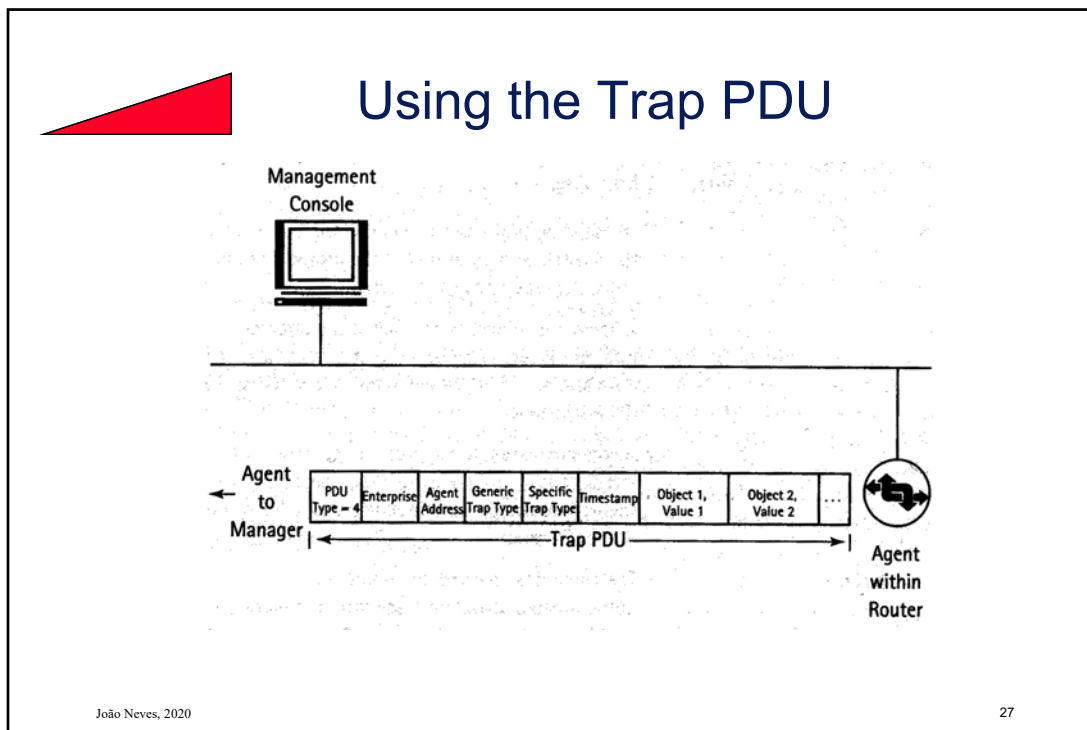 Using the Trap PDU
Management
Console
Agent
to
Manager
PDU
Type = 4
Enterprise
Agent
Address
Generic
Trap Type
Specific
Trap Type
Timestamp
Object 1,
Value 1
Object 2,
Value 2
...
Trap PDU
Agent
within
Router
João Neves, 2020
27